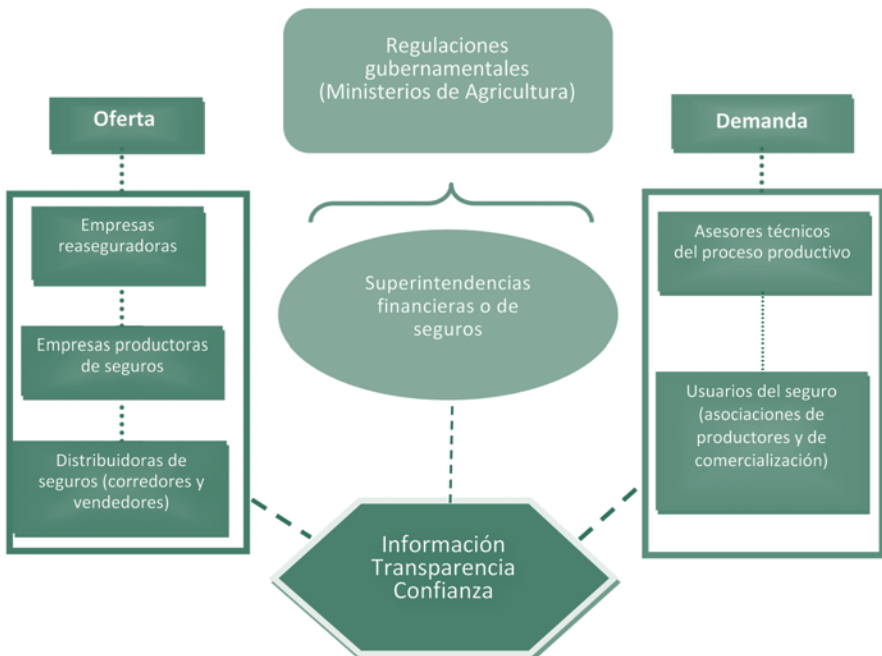 Regulaciones
gubernamentales
(Ministerios de Agricultura)
Oferta
Demanda
Empresas
reaseguradoras
Empresas productoras
de seguros
Distribuidoras de
seguros (corredores y
vendedores)
Superintendencias
financieras o de
seguros
Asesores técnicos
del proceso productivo
Usuarios del seguro
(asociaciones de
productores y de
comercialización)
Información
Transparencia
Confianza